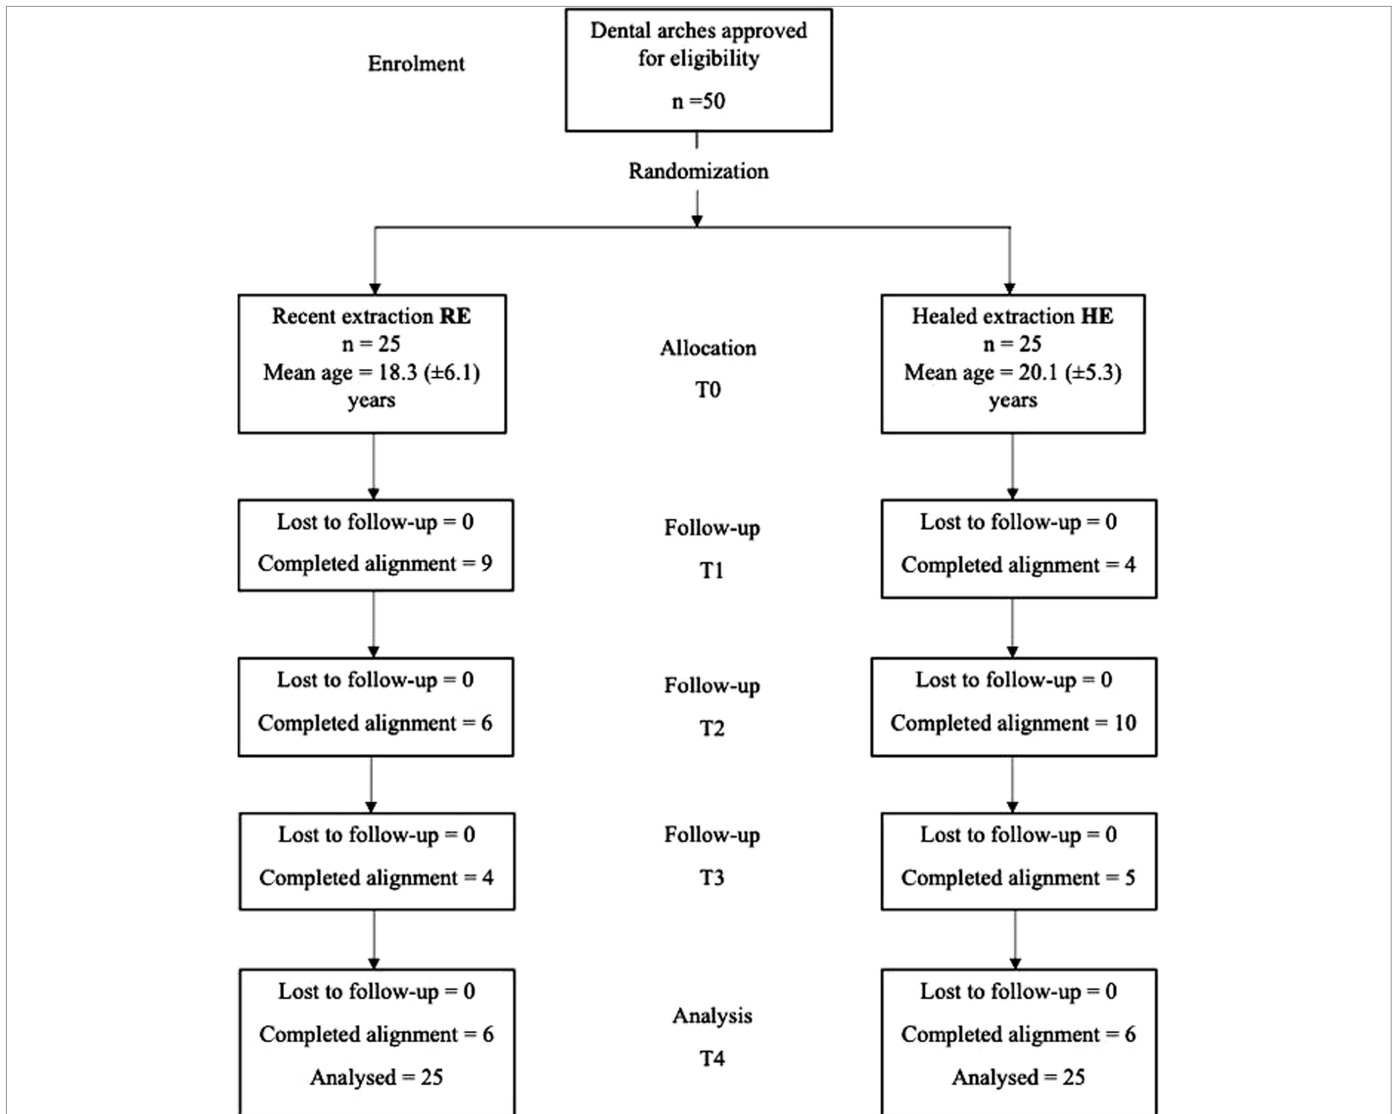 Enrolment
Dental arches approved
for eligibility
n =50
Randomization
Recent extraction RE
n = 25
Mean age = 18.3 (±6.1)
years
Allocation
T0
Healed extraction HE
n = 25
Mean age = 20.1 (±5.3)
years
Lost to follow-up = 0
Completed alignment = 9
Follow-up
T1
Lost to follow-up = 0
Completed alignment = 4
Lost to follow-up = 0
Completed alignment = 6
Follow-up
T2
Lost to follow-up = 0
Completed alignment = 10
Lost to follow-up = 0
Completed alignment = 4
Follow-up
T3
Lost to follow-up = 0
Completed alignment = 5
Lost to follow-up = 0
Completed alignment = 6
Analysed = 25
Analysis
T4
Lost to follow-up = 0
Completed alignment = 6
Analysed = 25